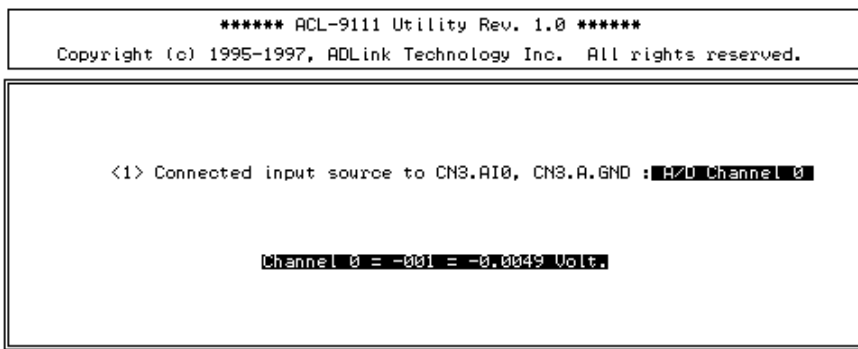 ****** ACL-9111 Utility Rev. 1.0 ******
Copyright (c) 1995-1997, ADLink Technology Inc. All rights reserved.
<1> Connected input source to CN3.AI0, CN3.A.GND : A/D Channel 0
Channel 0 = -001 = -0.0049 Volt.